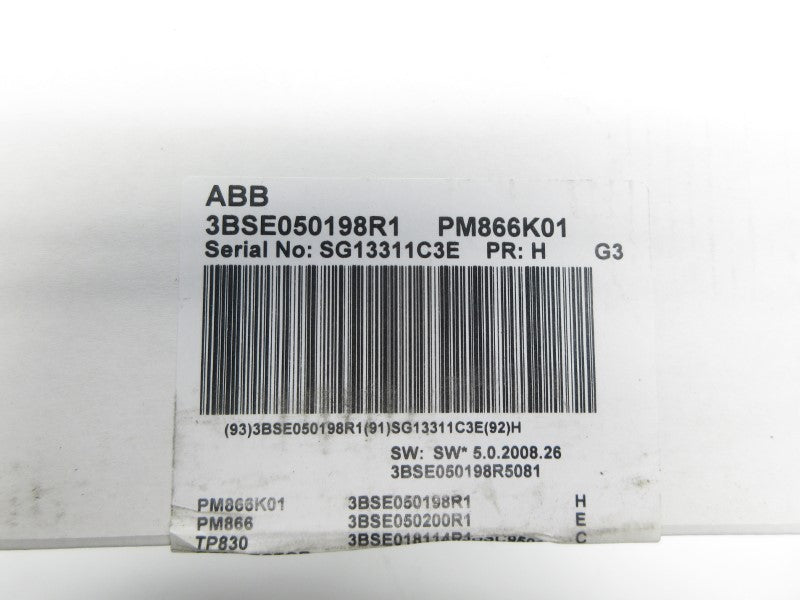 ABB
3BSE050198R1 PM866K01
Serial No: SG13311C3E PR: H G3
(93)3BSE050198R1(91)SG13311C3E(92)H
SW: SW* 5.0.2008.26
3BSE050198R5081
PM866K01 3BSE050198R1 H
PM866 3BSE050200R1 E
TP830 3BSE018114R1 C